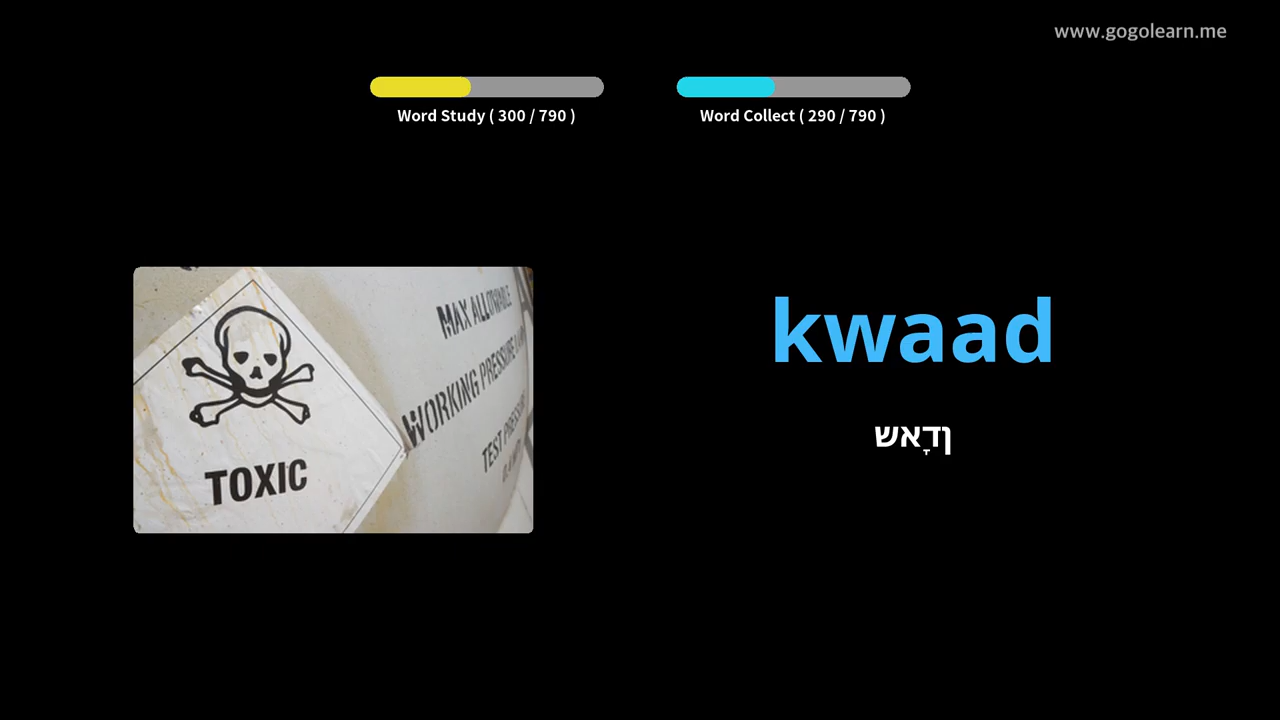 www.gogolearn.me
Word Study ( 300 / 790 )
Word Collect ( 290 / 790 )
MAX ALLOWABLE
WORKING PRESSURE
TEST PRESSURE
TOXIC
kwaad
ןדָאש